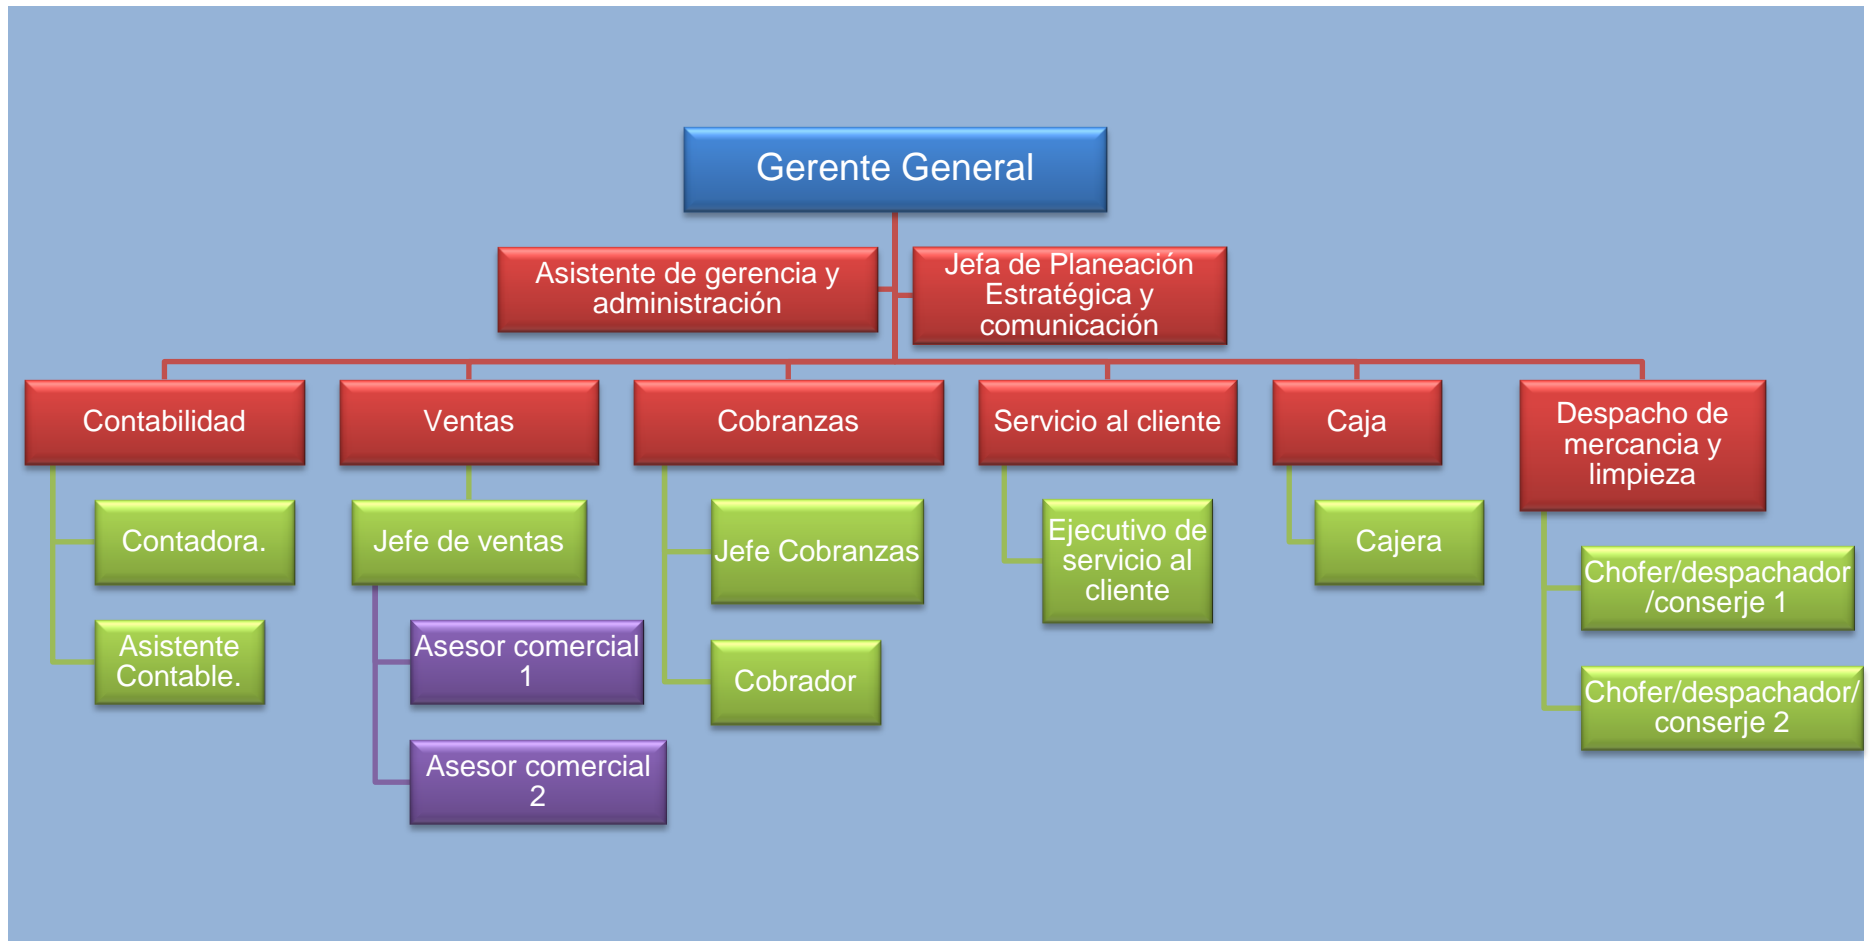 Gerente General
Asistente de gerencia y
administración
Jefa de Planeación
Estratégica y
comunicación
Contabilidad
Ventas
Cobranzas
Servicio al cliente
Caja
Despacho de
mercancia y
limpieza
Contadora.
Asistente
Contable.
Jefe de ventas
Asesor comercial
1
Asesor comercial
2
Jefe Cobranzas
Cobrador
Ejecutivo de
servicio al
cliente
Cajera
Chofer/despachador
/conserje 1
Chofer/despachador/
conserje 2